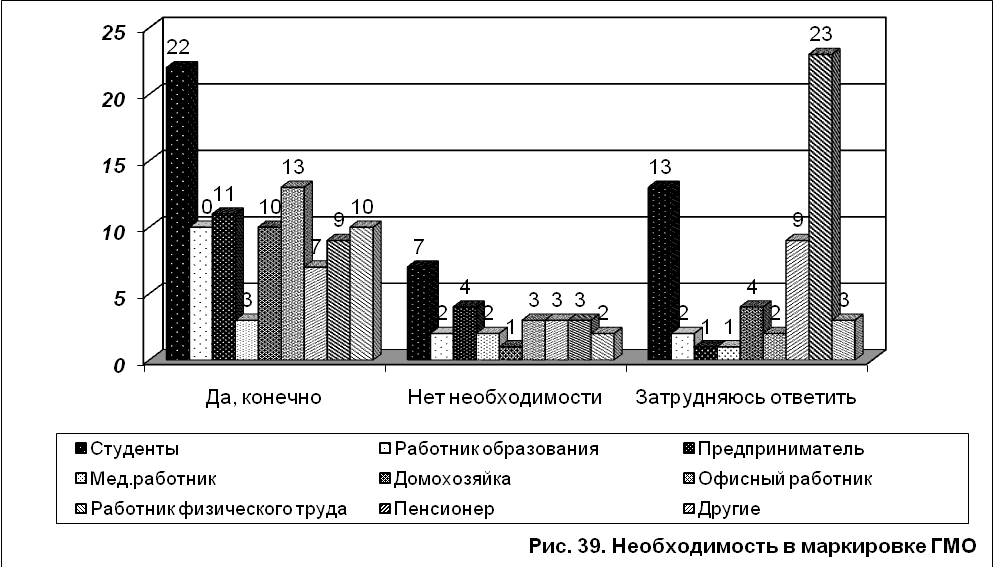 25
20
15
10
5
0
22 0 11 3 10 13 7 9 10
7 2 4 2 1 3 3 3 2
13 2 1 1 4 2 9 23 3
Да, конечно Нет необходимости Затрудняюсь ответить
Студенты Работник образования Предприниматель
Мед.работник Домохозяйка Офисный работник
Работник физического труда Пенсионер Другие
Рис. 39. Необходимость в маркировке ГМО